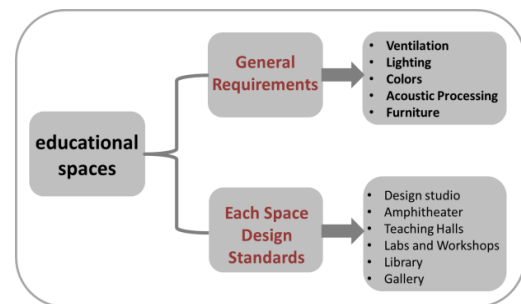 educational
spaces
General
Requirements
• Ventilation
• Lighting
• Colors
• Acoustic Processing
• Furniture
Each Space
Design
Standards
• Design studio
• Amphitheater
• Teaching Halls
• Labs and Workshops
• Library
• Gallery